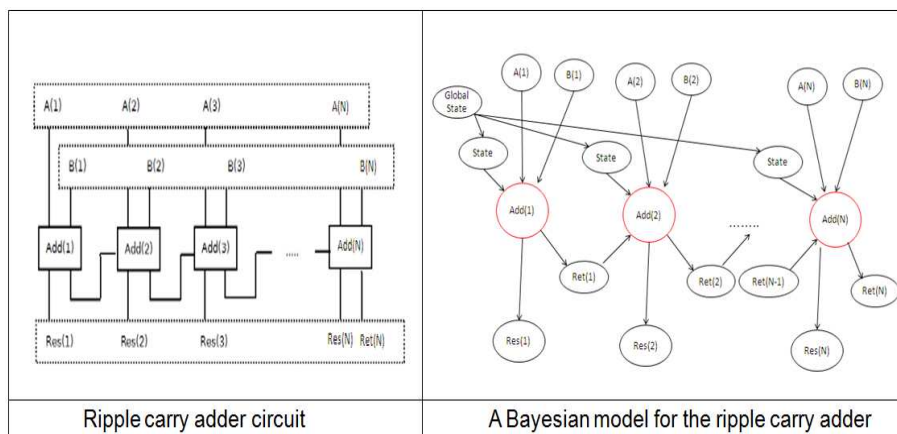 A(1) A(2) A(3) A(N)
B(1) B(2) B(3) B(N)
Add(1) Add(2) Add(3) ..... Add(N)
Res(1) Res(2) Res(3) Res(N) Ret(N)
Ripple carry adder circuit
A(1) B(1) A(2) B(2) A(N) B(N)
Global
State
State State State
Add(1) Add(2) ........ Add(N)
Ret(1) Ret(2) Ret(N-1) Ret(N)
Res(1) Res(2) Res(N)
A Bayesian model for the ripple carry adder